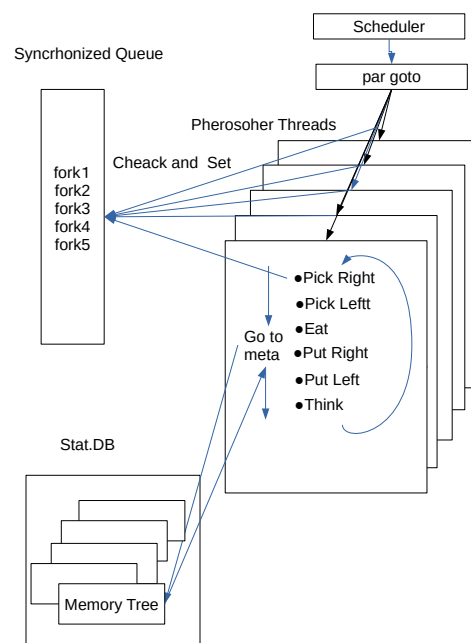 Scheduler
Syncrhonized Queue
par goto
Pherosoher Threads
Cheack and Set
fork1
fork2
fork3
fork4
fork5
●Pick Right
●Pick Leftt
●Eat
●Put Right
●Put Left
●Think
Go to
meta
Stat.DB
Memory Tree